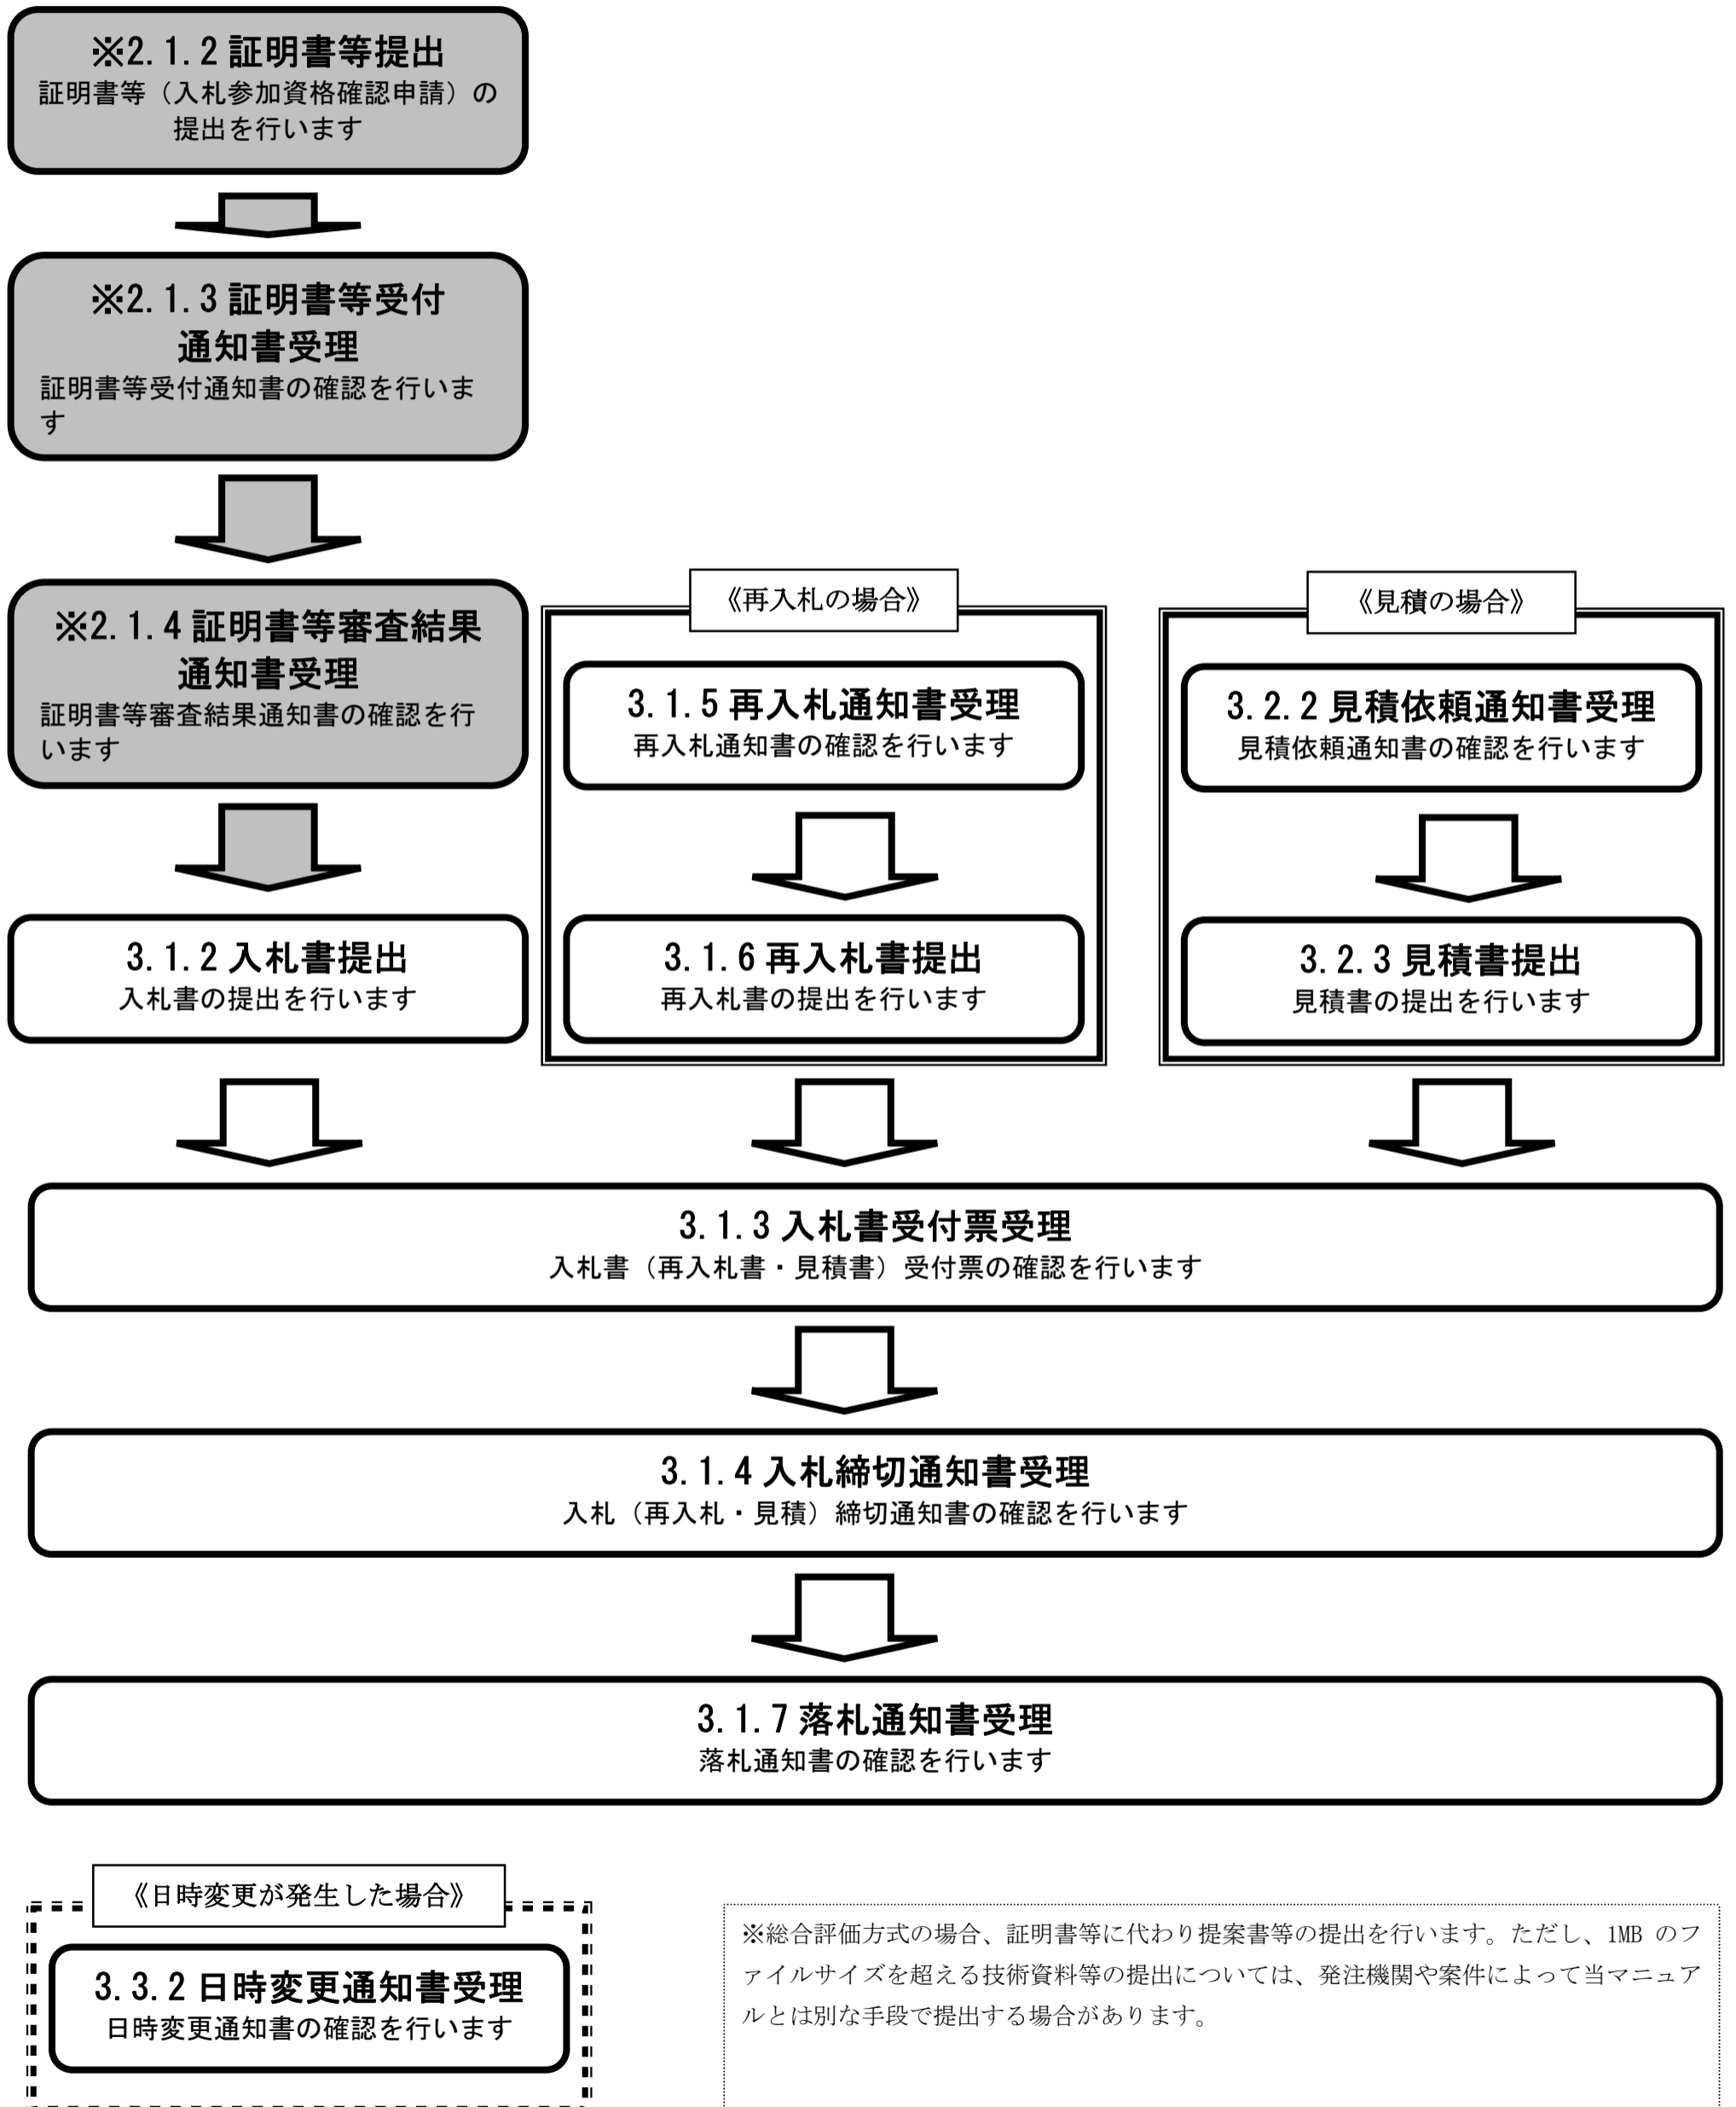 ※2.1.2 証明書等提出
証明書等（入札参加資格確認申請）の
提出を行います
※2.1.3 証明書等受付
通知書受理
証明書等受付通知書の確認を行いま
す
※2.1.4 証明書等審査結果
通知書受理
証明書等審査結果通知書の確認を行
います
3.1.2 入札書提出
入札書の提出を行います
《再入札の場合》
3.1.5 再入札通知書受理
再入札通知書の確認を行います
3.1.6 再入札書提出
再入札書の提出を行います
《見積の場合》
3.2.2 見積依頼通知書受理
見積依頼通知書の確認を行います
3.2.3 見積書提出
見積書の提出を行います
3.1.3 入札書受付票受理
入札書（再入札書・見積書）受付票の確認を行います
3.1.4 入札締切通知書受理
入札（再入札・見積）締切通知書の確認を行います
3.1.7 落札通知書受理
落札通知書の確認を行います
《日時変更が発生した場合》
3.3.2 日時変更通知書受理
日時変更通知書の確認を行います
※総合評価方式の場合、証明書等に代わり提案書等の提出を行います。ただし、1MB のフ
ァイルサイズを超える技術資料等の提出については、発注機関や案件によって当マニュア
ルとは別な手段で提出する場合があります。